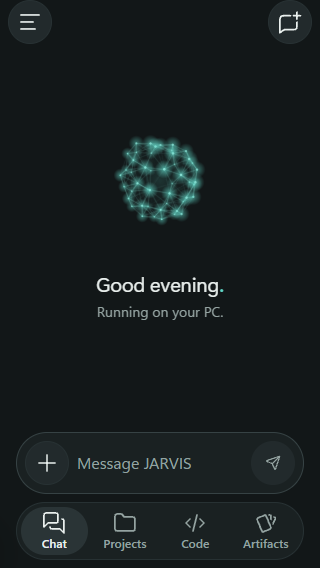 Good evening.
Running on your PC.
Message JARVIS
Chat
Projects
Code
Artifacts